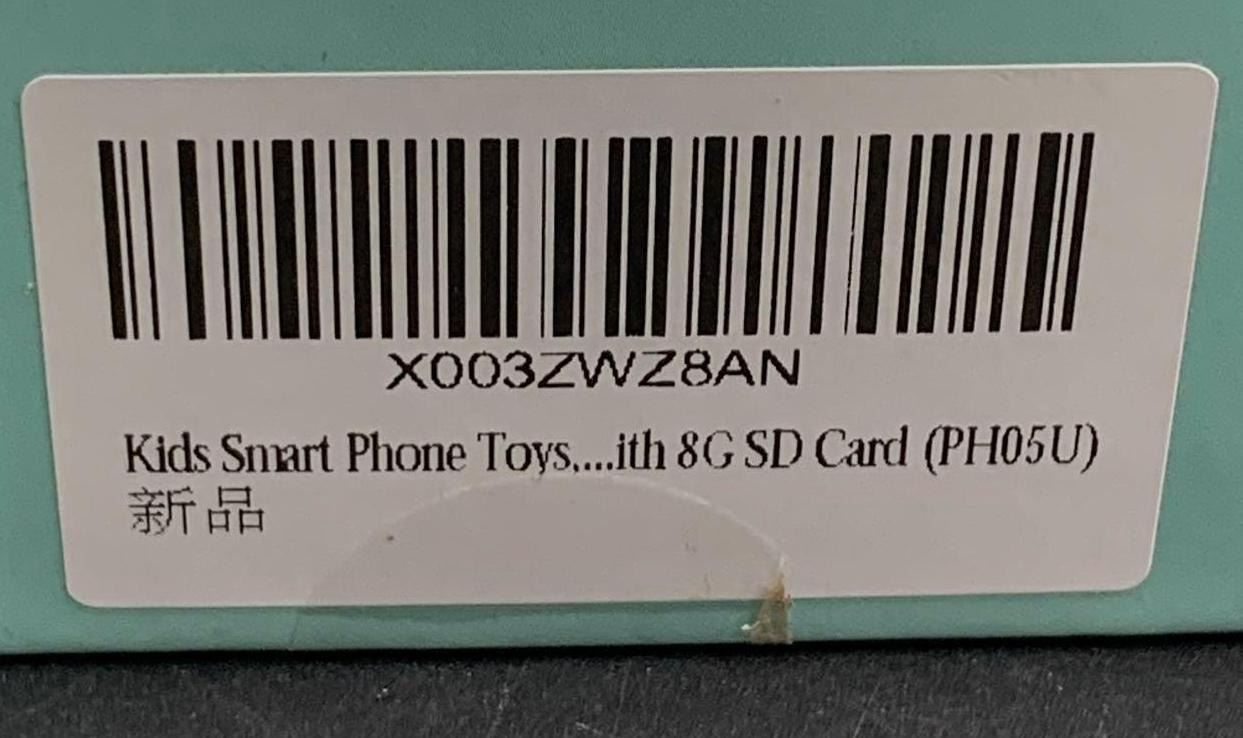 X003ZWZ8AN
Kids Smart Phone Toys,...ith 8G SD Card (PH05U)
新品